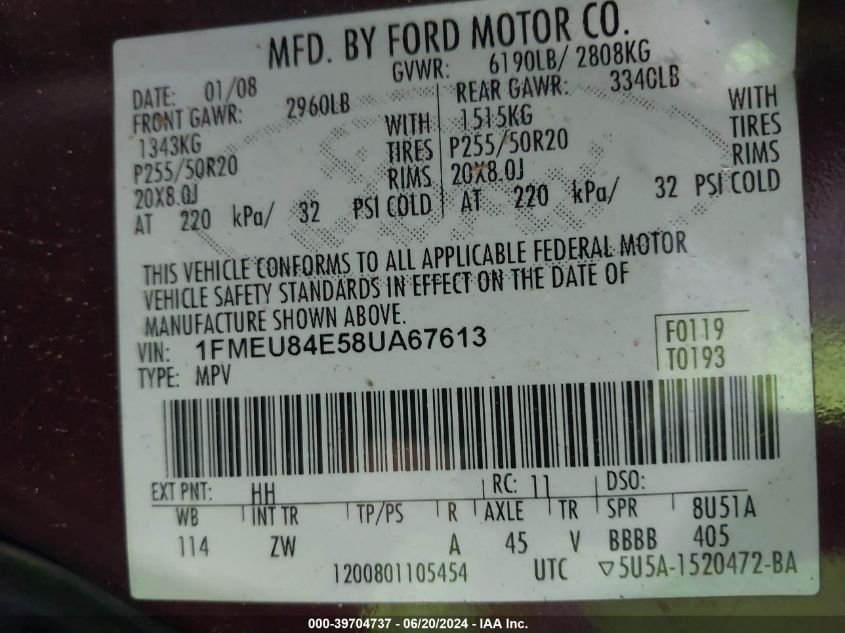 MFD. BY FORD MOTOR CO.
DATE: 01/08 GVWR: 6190LB/ 2808KG
FRONT GAWR: 2960LB REAR GAWR: 3340LB
1343KG WITH 1515KG WITH
P255/50R20 TIRES P255/50R20 TIRES
20X8.0J RIMS 20X8.0J RIMS
AT 220 kPa/ 32 PSI COLD AT 220 kPa/ 32 PSI COLD
THIS VEHICLE CONFORMS TO ALL APPLICABLE FEDERAL MOTOR
VEHICLE SAFETY STANDARDS IN EFFECT ON THE DATE OF
MANUFACTURE SHOWN ABOVE.
VIN: 1FMEU84E58UA67613 F0119
TYPE: MPV T0193
EXT PNT: HH RC: 11 DSO:
WB INT TR TP/PS R AXLE TR SPR 8U51A
114 ZW A 45 V BBBB 405
1200801105454 UTC ▽5U5A-1520472-BA
000-39704737 - 06/20/2024 - IAAI.com.